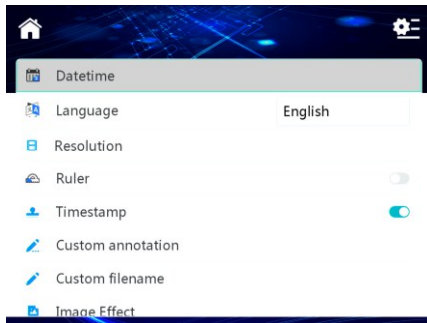 Datetime
Language English
Resolution
Ruler
Timestamp
Custom annotation
Custom filename
Image Effect